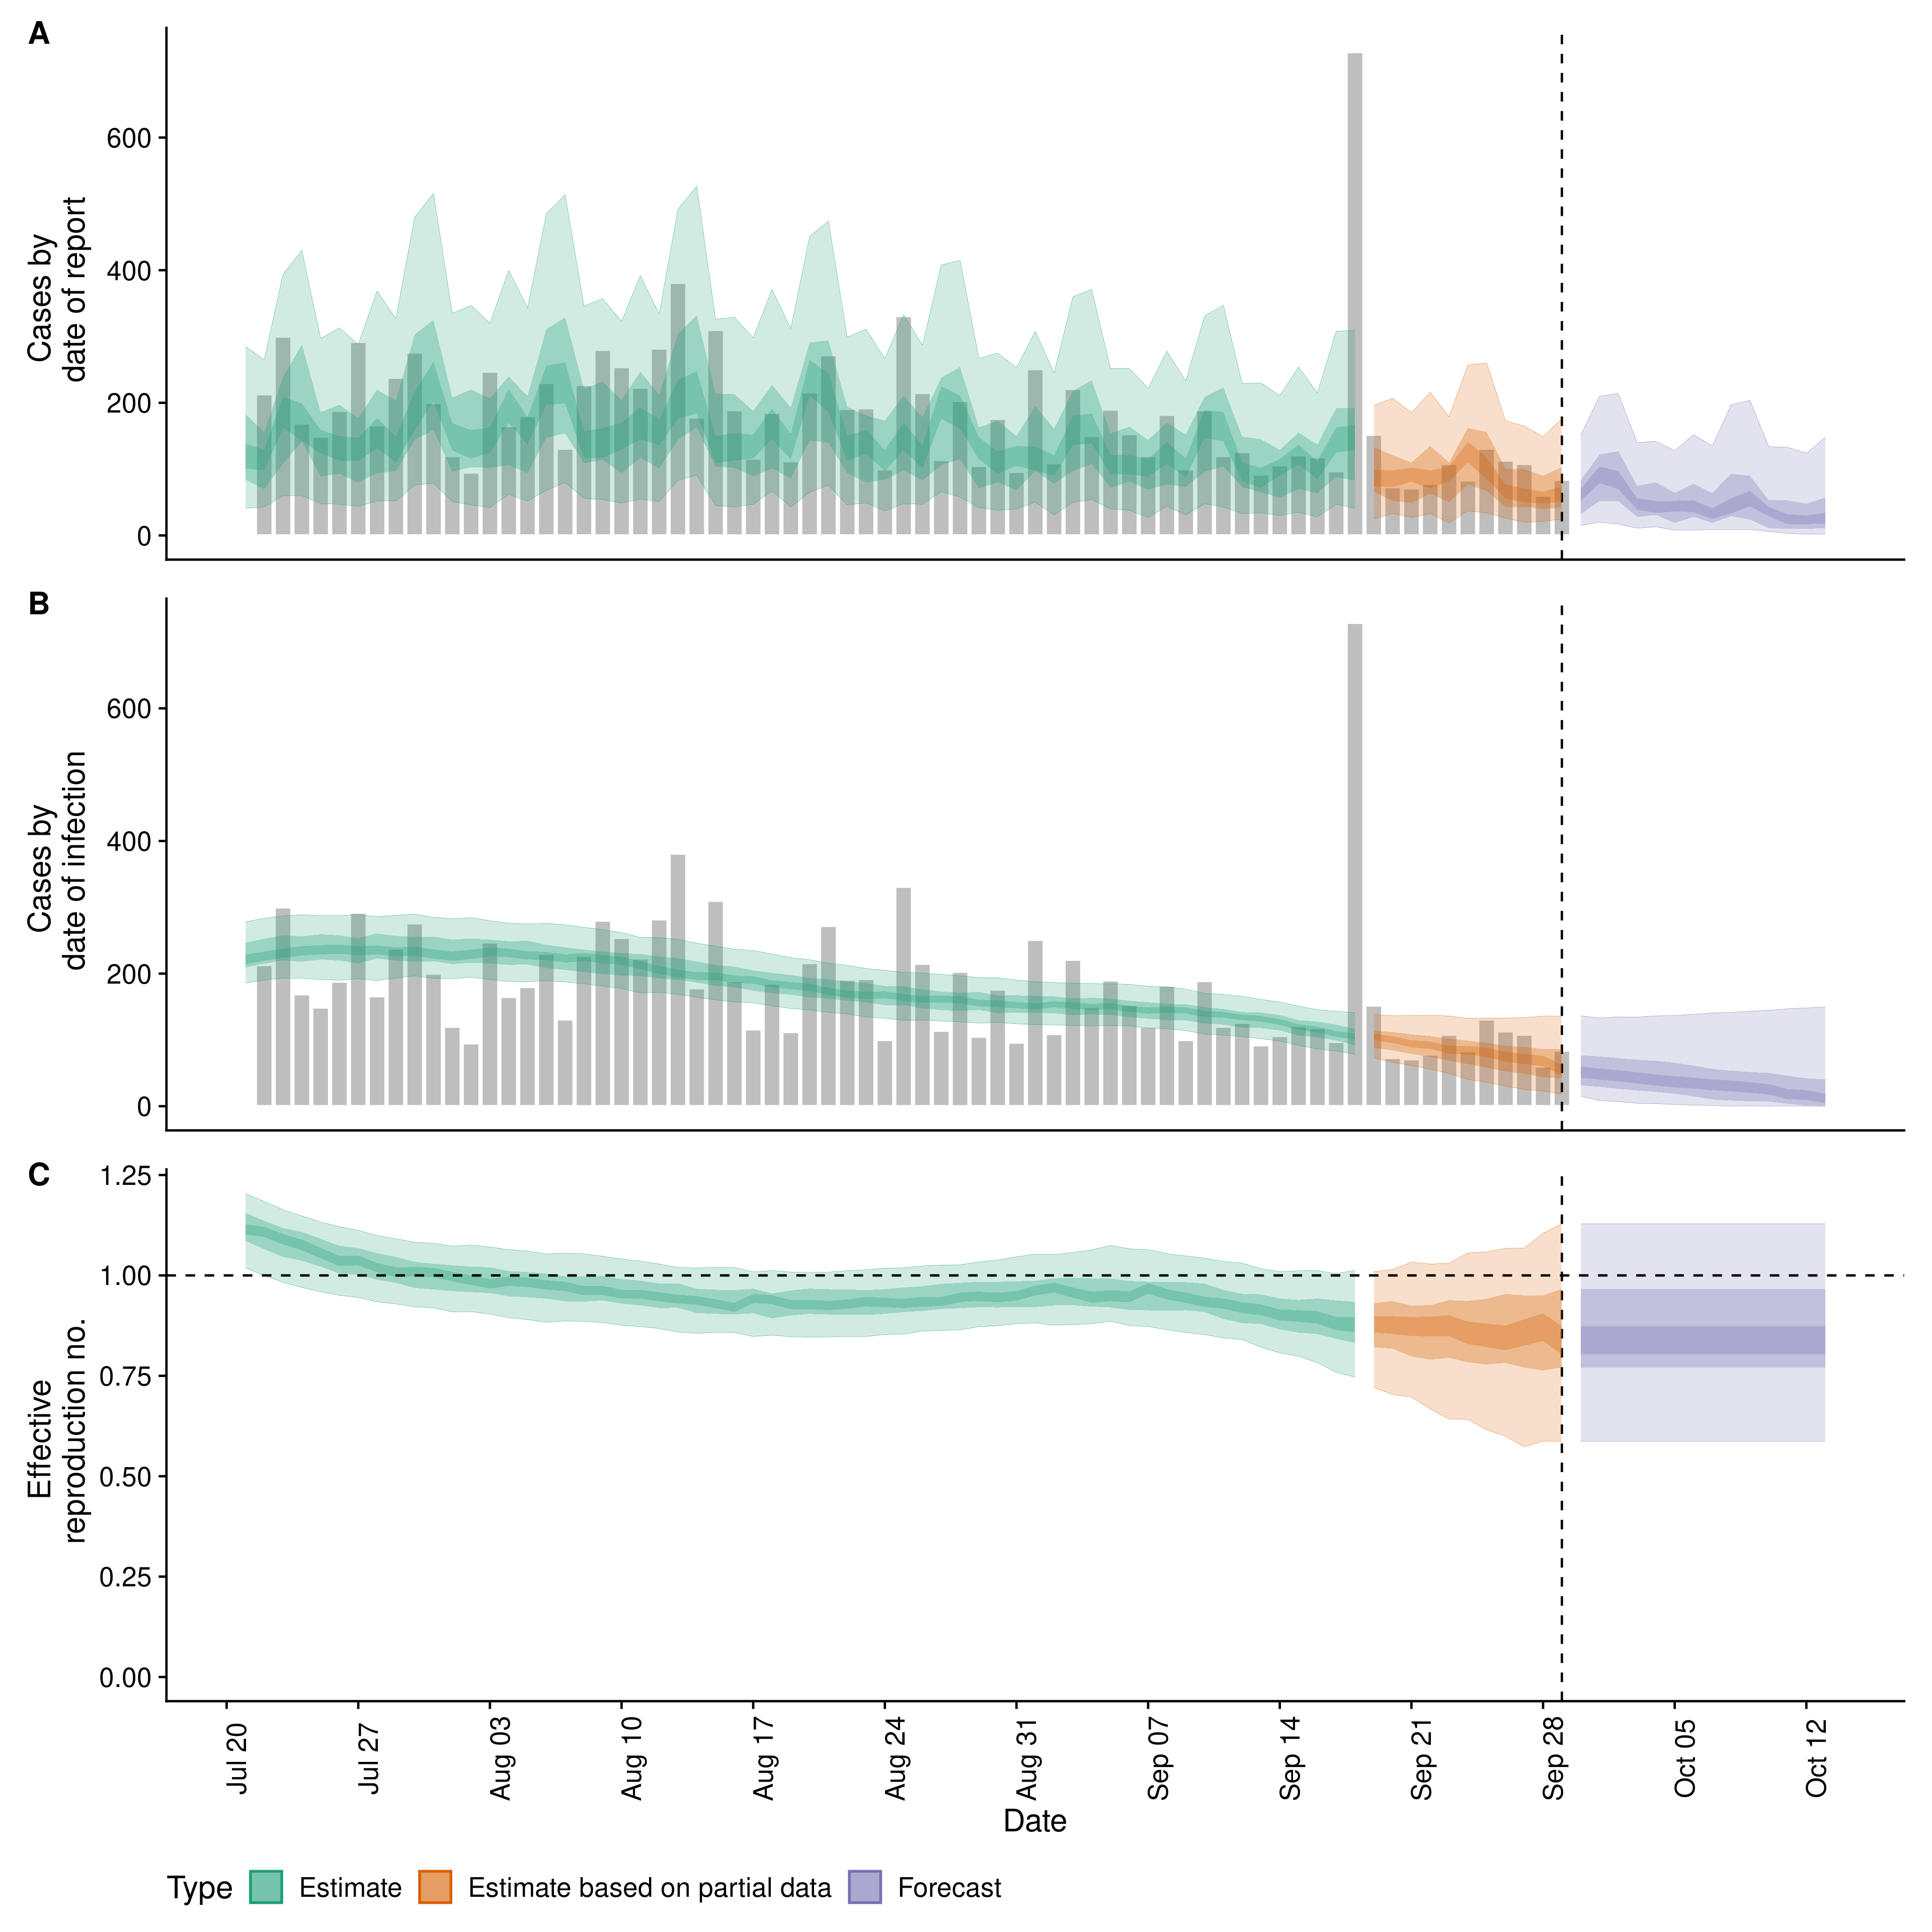 A
Cases by
date of report
600
400
200
0
B
Cases by
date of infection
600
400
200
0
C
Effective
reproduction no.
1.25
1.00
0.75
0.50
0.25
0.00
Jul 20
Jul 27
Aug 03
Aug 10
Aug 17
Aug 24
Aug 31
Sep 07
Sep 14
Sep 21
Sep 28
Oct 05
Oct 12
Date
Type Estimate Estimate based on partial data Forecast